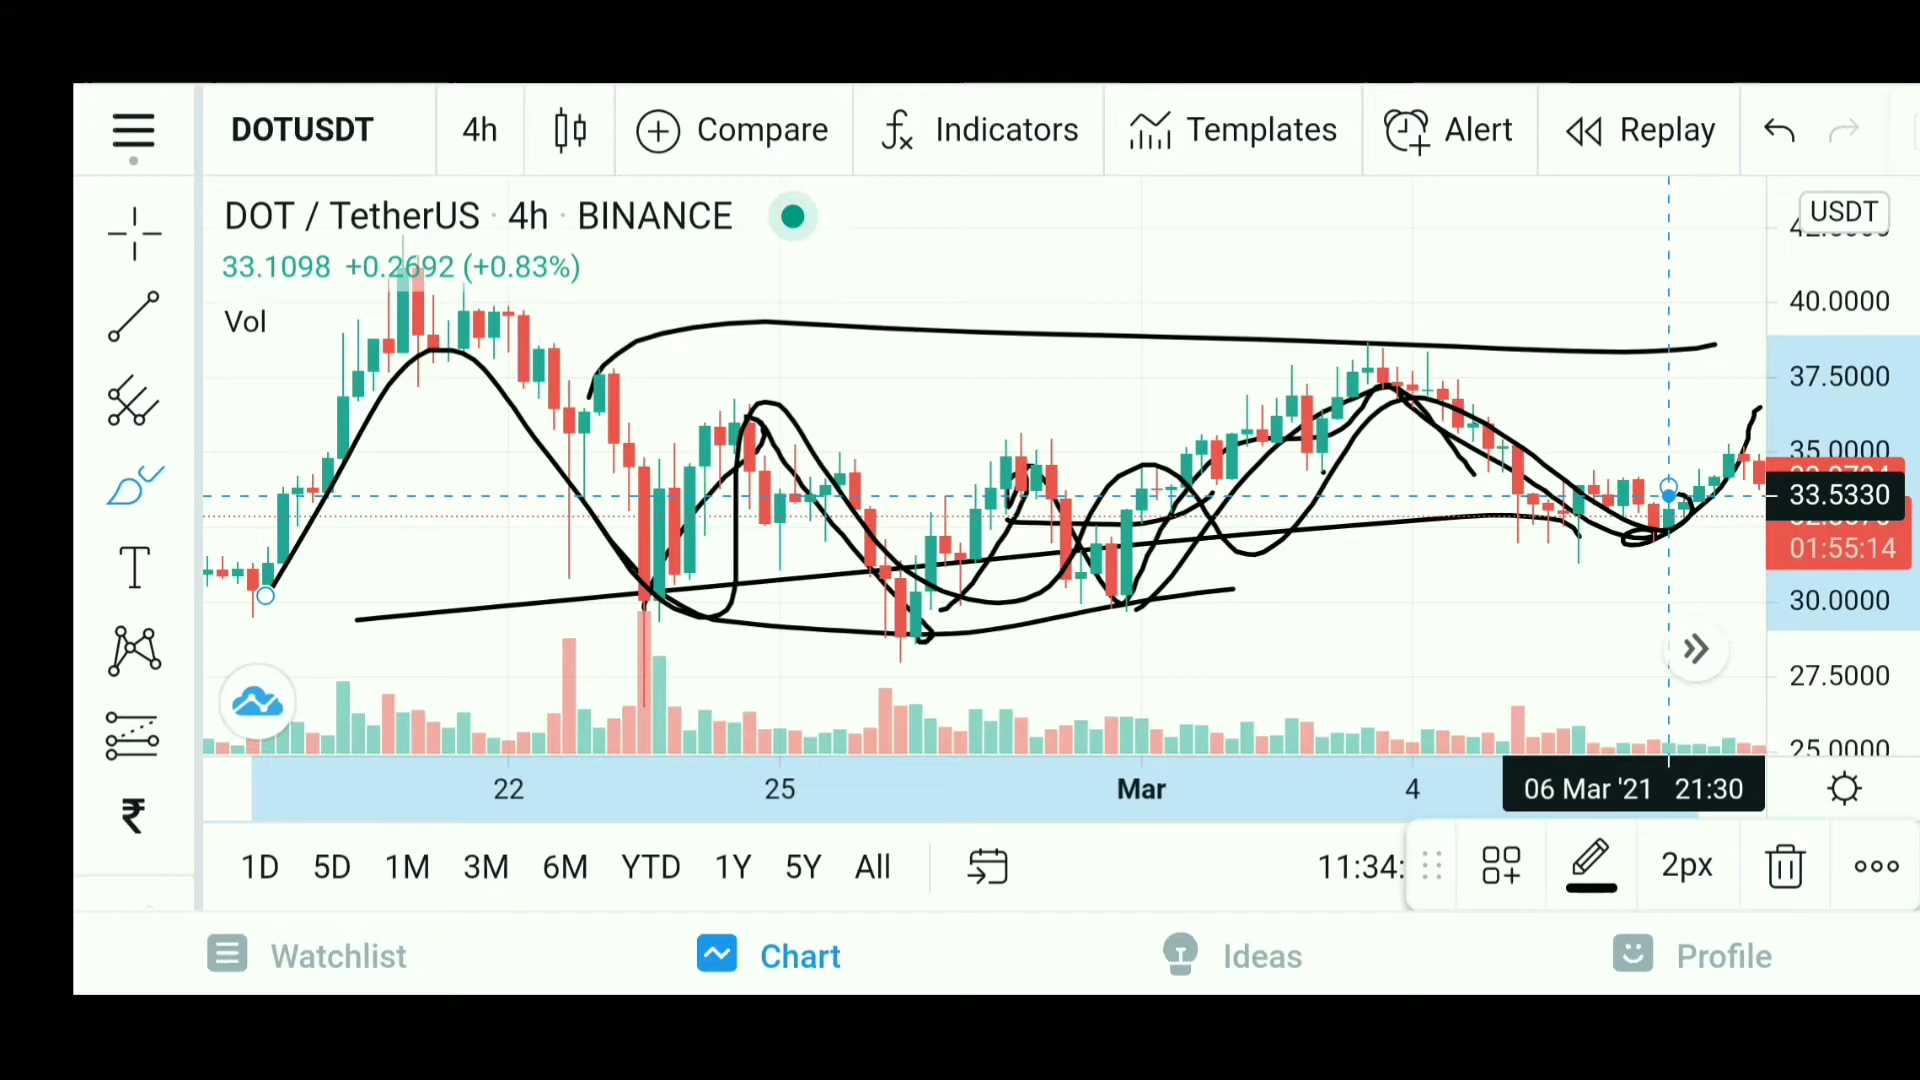 DOTUSDT 4h Compare Indicators Templates Alert Replay
DOT / TetherUS · 4h · BINANCE
USDT
33.1098 +0.2692 (+0.83%)
40.0000
Vol
37.5000
35.0000
33.5330
01:55:14
30.0000
27.5000
25.0000
22 25 Mar 4 06 Mar '21 21:30
1D 5D 1M 3M 6M YTD 1Y 5Y All 11:34: 2px
Watchlist Chart Ideas Profile